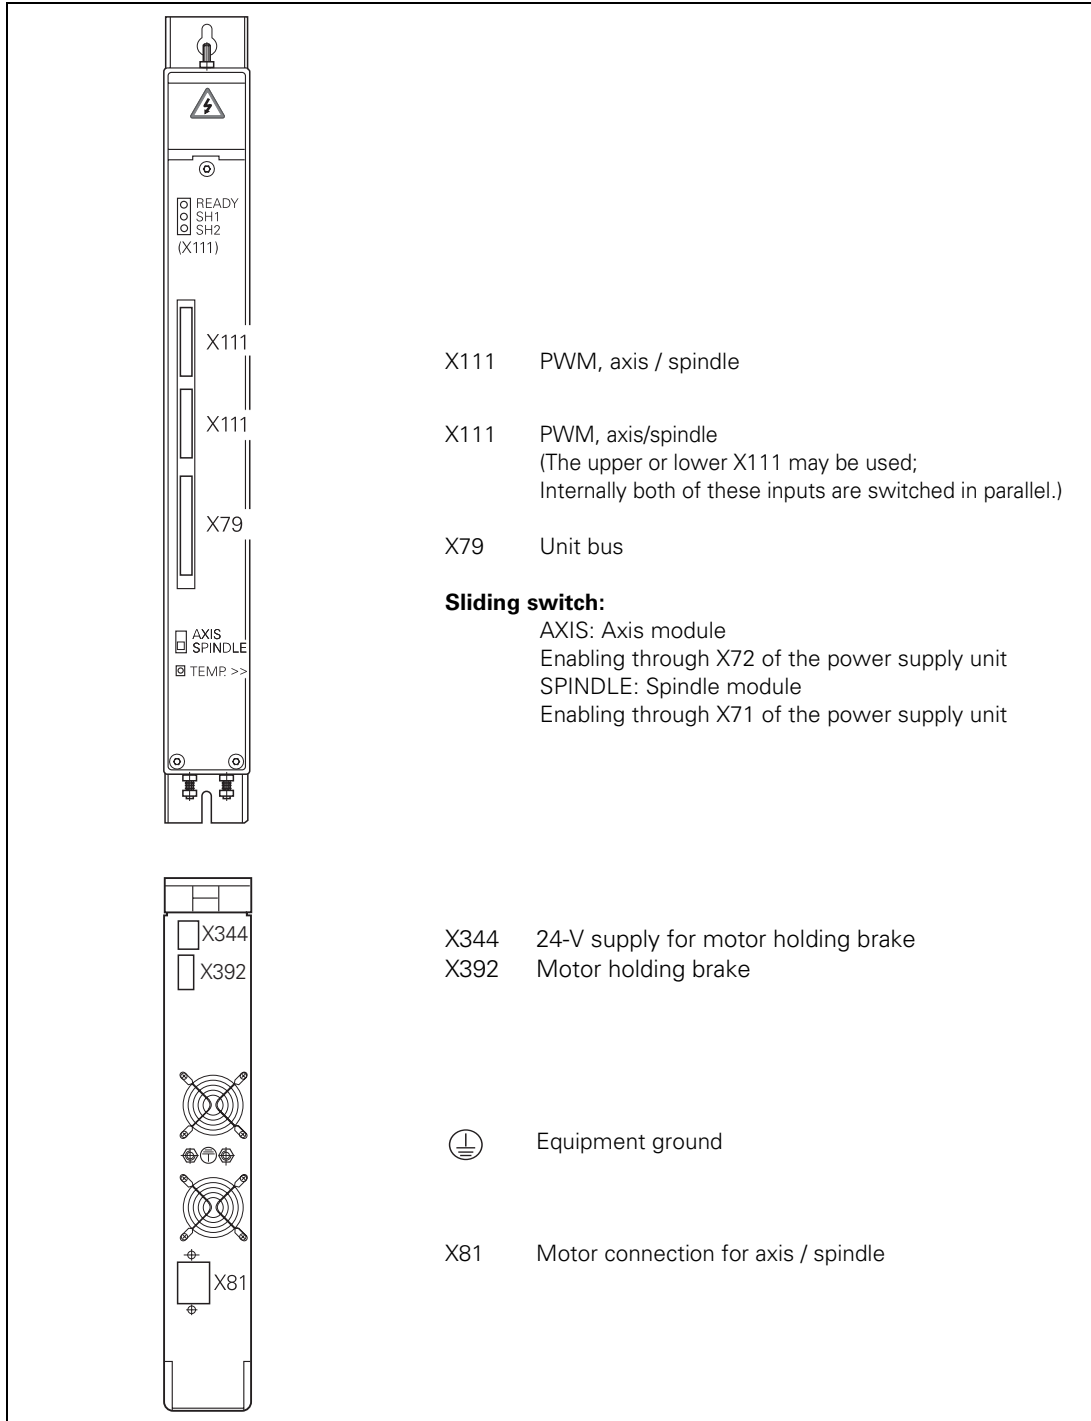 READY
SH1
SH2
(X111)
X111
X111
X79
AXIS
SPINDLE
TEMP. >>
X111 PWM, axis / spindle
X111 PWM, axis/spindle
(The upper or lower X111 may be used;
Internally both of these inputs are switched in parallel.)
X79 Unit bus
Sliding switch:
AXIS: Axis module
Enabling through X72 of the power supply unit
SPINDLE: Spindle module
Enabling through X71 of the power supply unit
X344
X392
X81
X344 24-V supply for motor holding brake
X392 Motor holding brake
Equipment ground
X81 Motor connection for axis / spindle